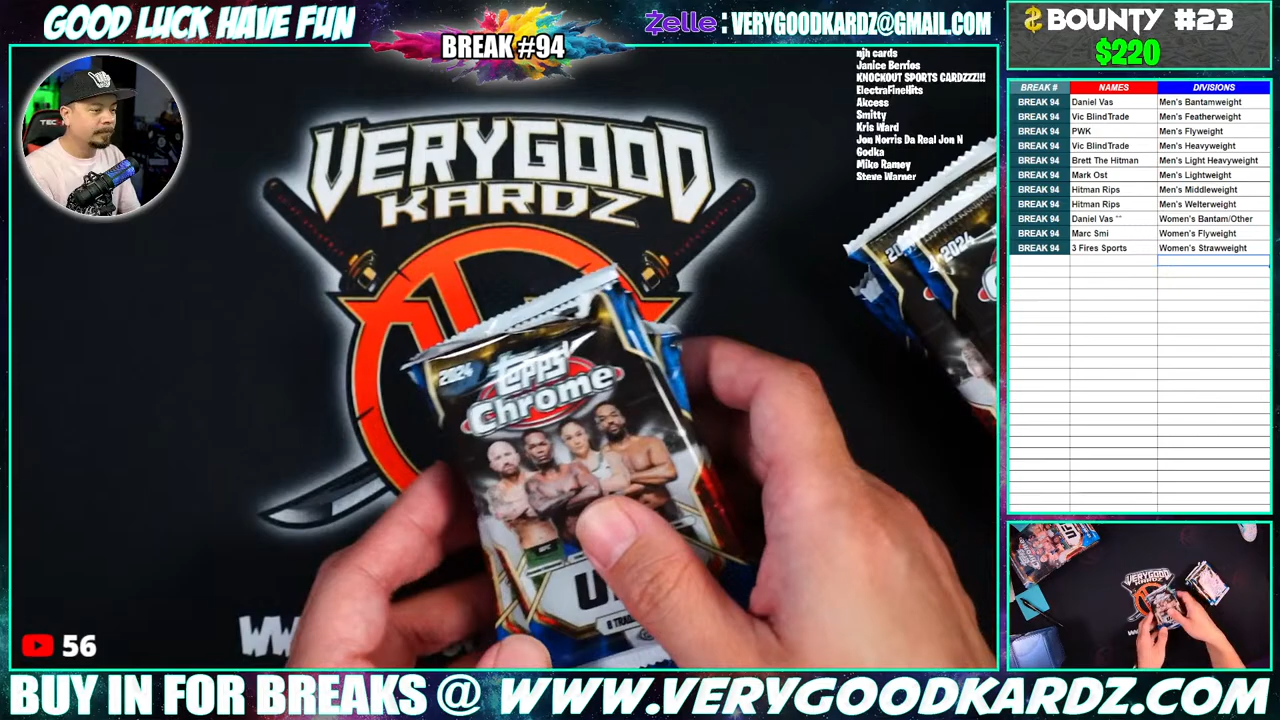 GOOD LUCK HAVE FUN
BREAK #94
Zelle : VERYGOODKARDZ@GMAIL.COM
$ BOUNTY #23
$220
njh cards
Janice Berrios
KNOCKOUT SPORTS CARDZZZ!!!
ElectraFineHits
Akcess
Smitty
Kris Ward
Jon Norris Da Real Jon N
Godka
Mike Ramey
Steve Warner
BREAK # NAMES DIVISIONS
BREAK 94 Daniel Vas Men's Bantamweight
BREAK 94 Vic BlindTrade Men's Featherweight
BREAK 94 PWK Men's Flyweight
BREAK 94 Vic BlindTrade Men's Heavyweight
BREAK 94 Brett The Hitman Men's Light Heavyweight
BREAK 94 Mark Ost Men's Lightweight
BREAK 94 Hitman Rips Men's Middleweight
BREAK 94 Hitman Rips Men's Welterweight
BREAK 94 Daniel Vas ** Women's Bantam/Other
BREAK 94 Marc Smi Women's Flyweight
BREAK 94 3 Fires Sports Women's Strawweight
VERYGOOD
KARDZ
2024
2024
Topps
Chrome
56
BUY IN FOR BREAKS @ WWW.VERYGOODKARDZ.COM
VERYGOOD
KARDZ